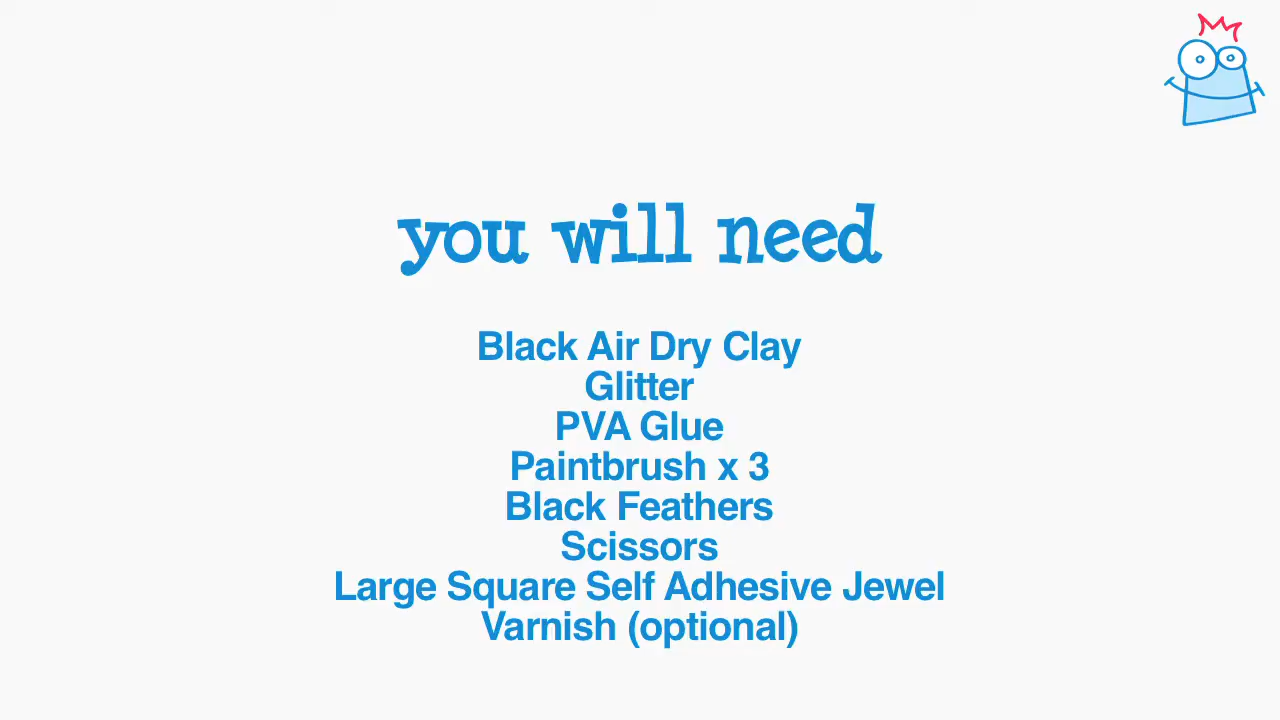 you will need
Black Air Dry Clay
Glitter
PVA Glue
Paintbrush x 3
Black Feathers
Scissors
Large Square Self Adhesive Jewel
Varnish (optional)